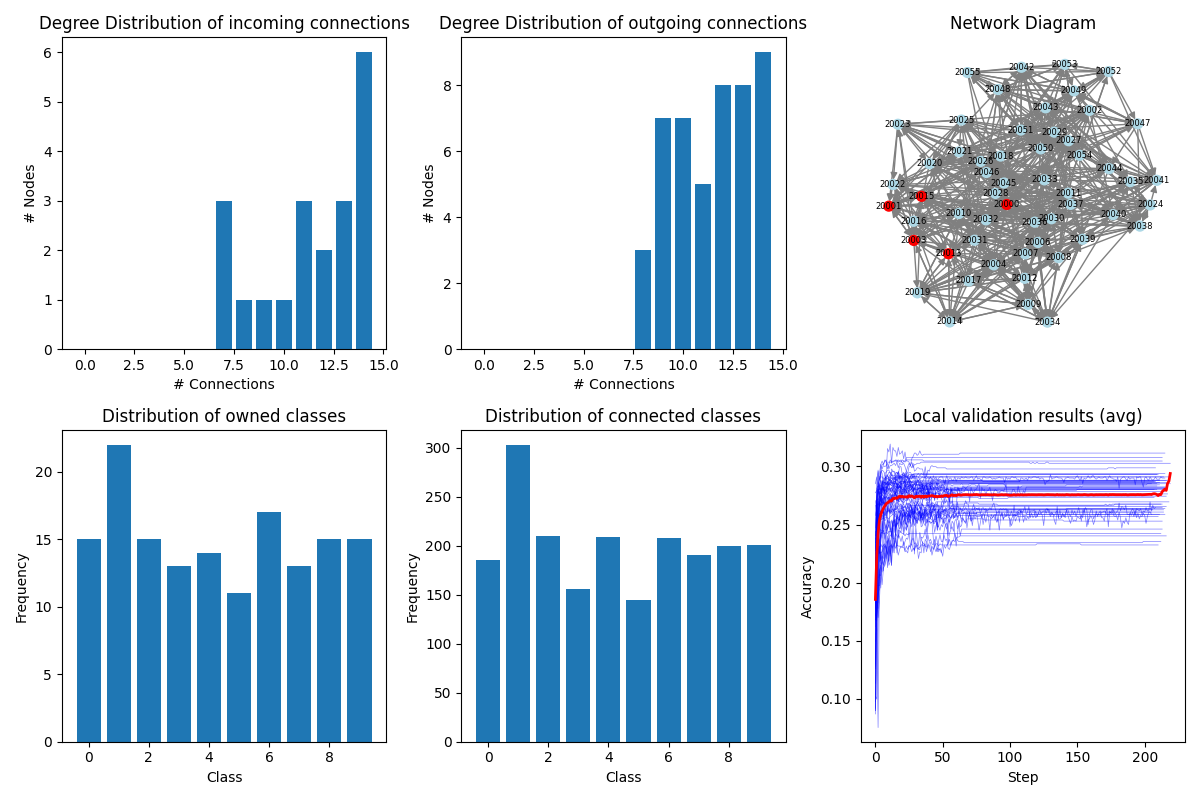 Degree Distribution of incoming connections
# Nodes
6
5
4
3
2
1
0
0.0 2.5 5.0 7.5 10.0 12.5 15.0
# Connections
Degree Distribution of outgoing connections
# Nodes
8
6
4
2
0
0.0 2.5 5.0 7.5 10.0 12.5 15.0
# Connections
Network Diagram
20055 20042 20053 20052
20048 20049
20043 20002
20023 20025 20051 20029 20047
20027
20021 20050
20020 20026 20018 20054
20046 20044
20022 20045 20033 20035 20041
20015 20028 20011
20001 20000 20037 20024
20016 20010 20032 20036 20030 20040
20038
20003 20031 20006 20039
20013 20007 20008
20004
20017 20012
20019
20009
20014 20034
Distribution of owned classes
Frequency
20
15
10
5
0
0 2 4 6 8
Class
Distribution of connected classes
Frequency
300
250
200
150
100
50
0
0 2 4 6 8
Class
Local validation results (avg)
Accuracy
0.30
0.25
0.20
0.15
0.10
0 50 100 150 200
Step